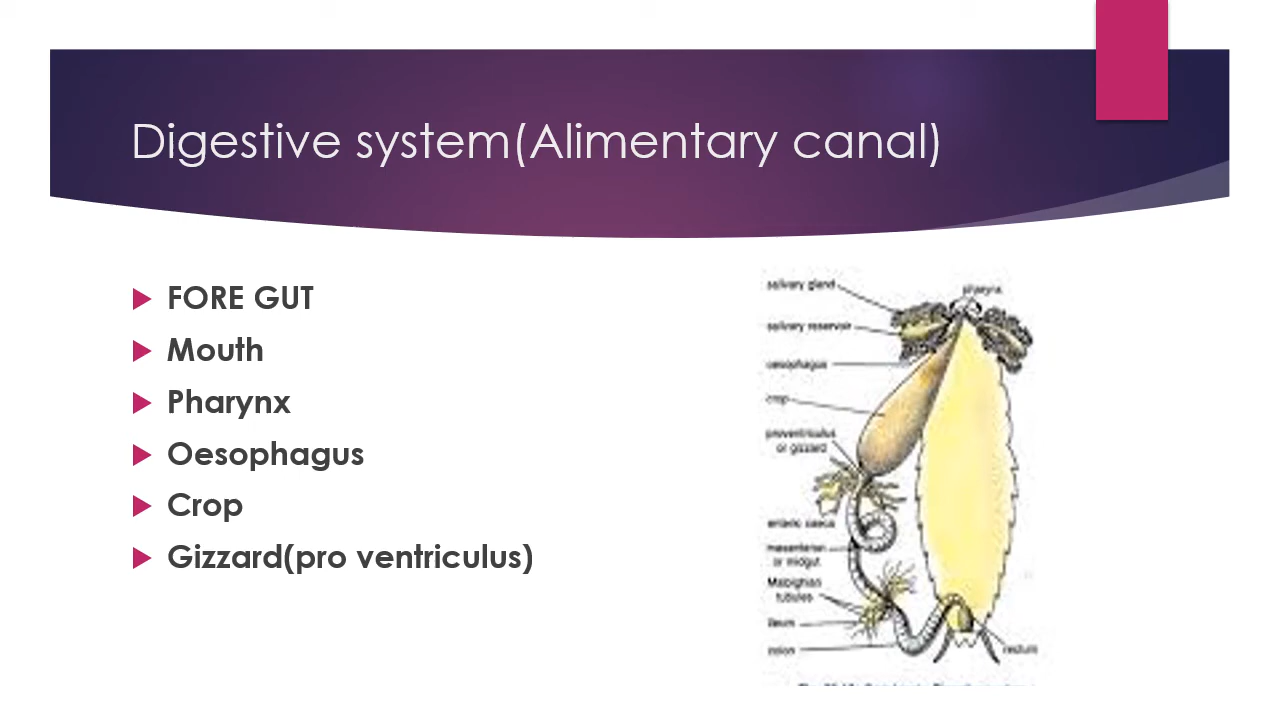 Digestive system(Alimentary canal)
FORE GUT
Mouth
Pharynx
Oesophagus
Crop
Gizzard(pro ventriculus)
salivary gland
pharynx
salivary reservoir
oesophagus
crop
proventriculus
or gizzard
enteric caeca
mesenteron
or midgut
Malpighian
tubules
ileum
colon
rectum